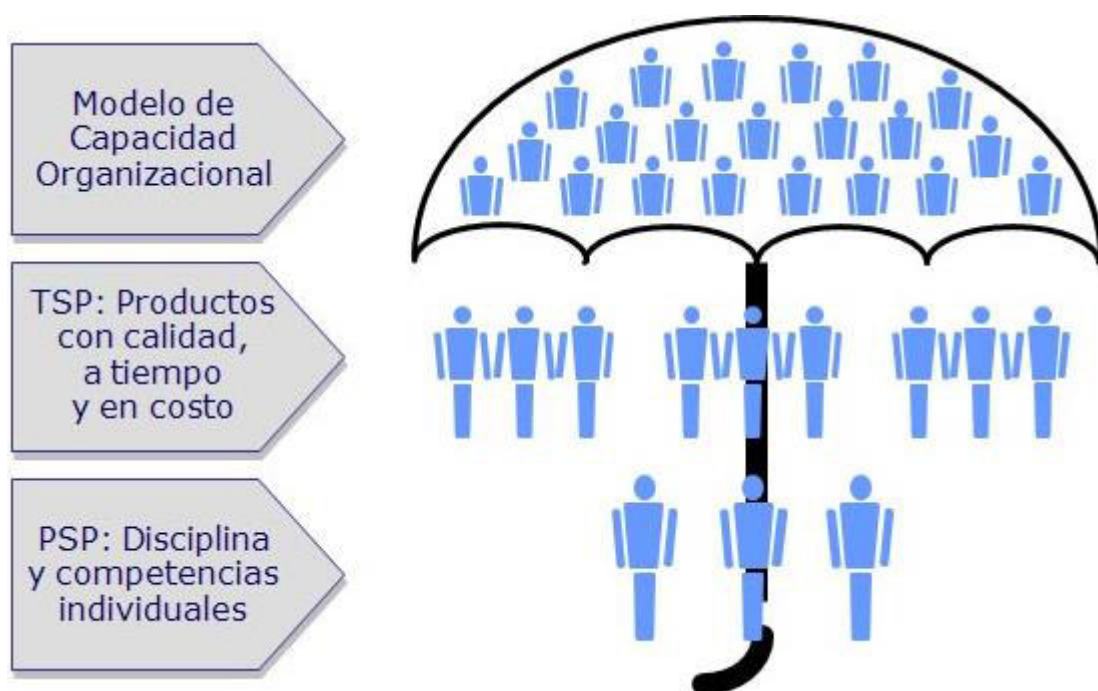 Modelo de
Capacidad
Organizacional
TSP: Productos
con calidad,
a tiempo
y en costo
PSP: Disciplina
y competencias
individuales